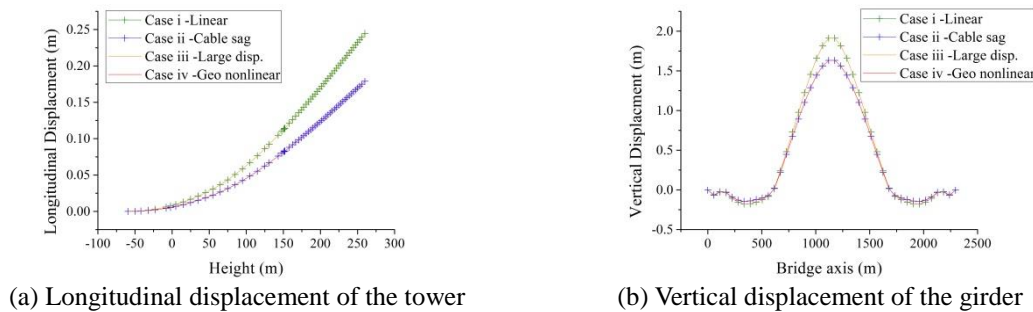 Case i -Linear
Case ii -Cable sag
Case iii -Large disp.
Case iv -Geo nonlinear
Longitudinal Displacement (m)
0.25
0.20
0.15
0.10
0.05
0.00
-100 -50 0 50 100 150 200 250 300
Height (m)
(a) Longitudinal displacement of the tower
Case i -Linear
Case ii -Cable sag
Case iii -Large disp.
Case iv -Geo nonlinear
Vertical Displacment (m)
2.0
1.5
1.0
0.5
0.0
-0.5
0 500 1000 1500 2000 2500
Bridge axis (m)
(b) Vertical displacement of the girder